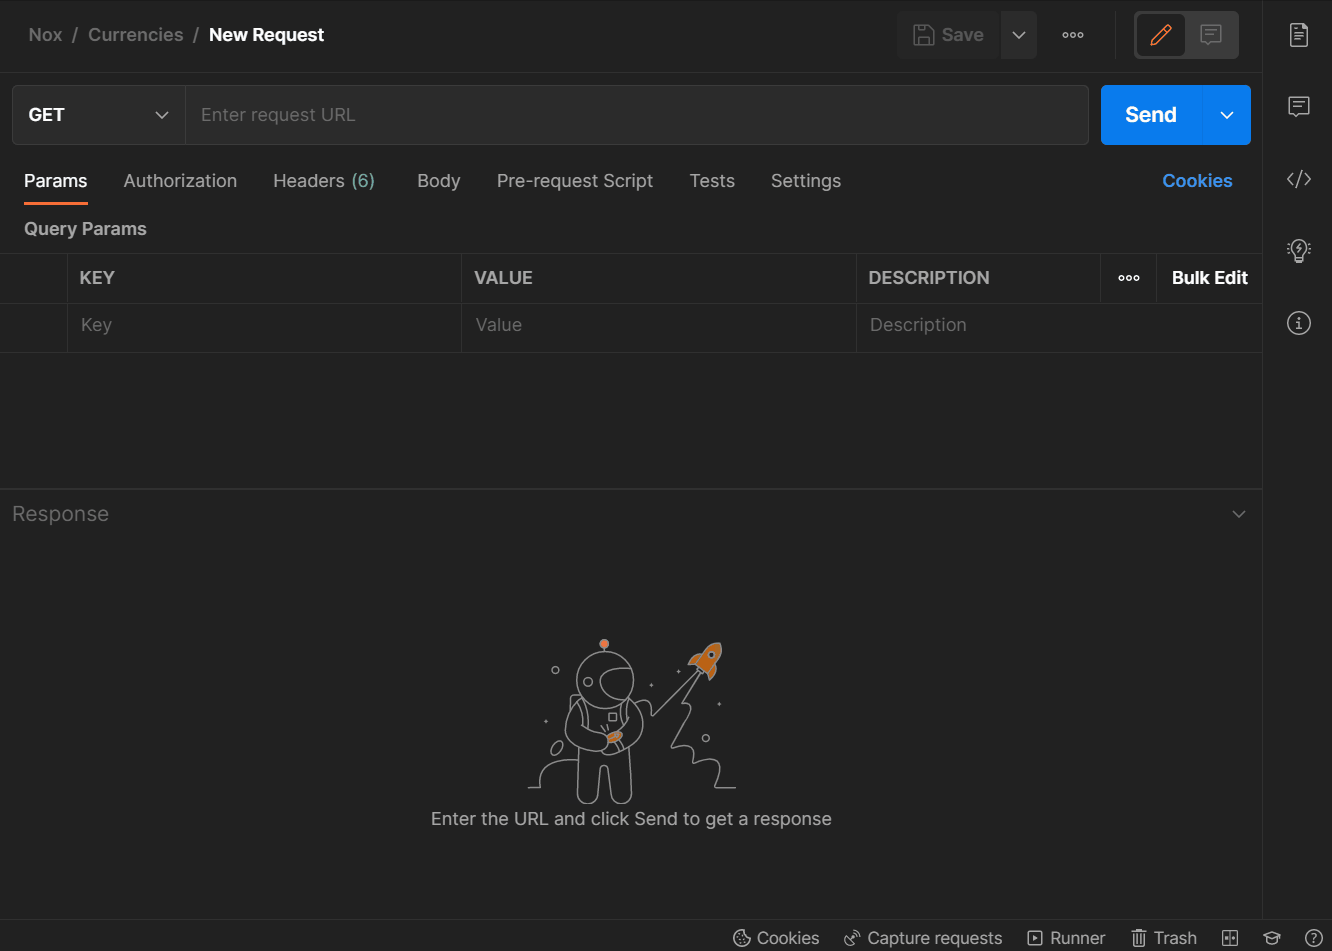 Nox / Currencies / New Request
Save
GET
Enter request URL
Send
Params Authorization Headers (6) Body Pre-request Script Tests Settings Cookies
Query Params
KEY VALUE DESCRIPTION Bulk Edit
Key Value Description
Response
Enter the URL and click Send to get a response
Cookies Capture requests Runner Trash